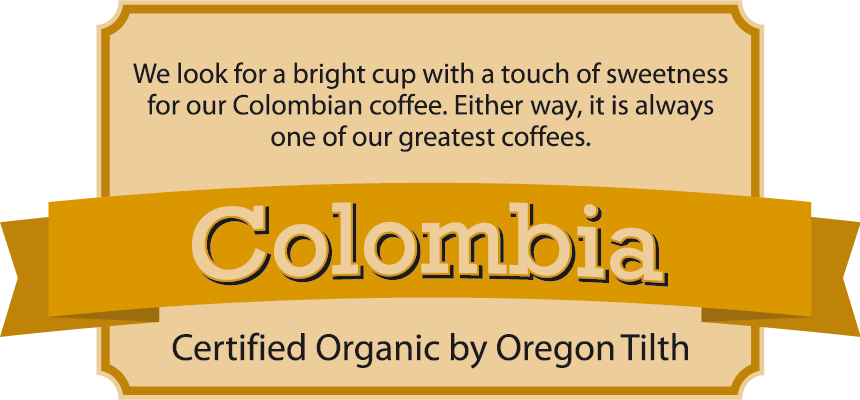 We look for a bright cup with a touch of sweetness
for our Colombian coffee. Either way, it is always
one of our greatest coffees.
Colombia
Certified Organic by Oregon Tilth